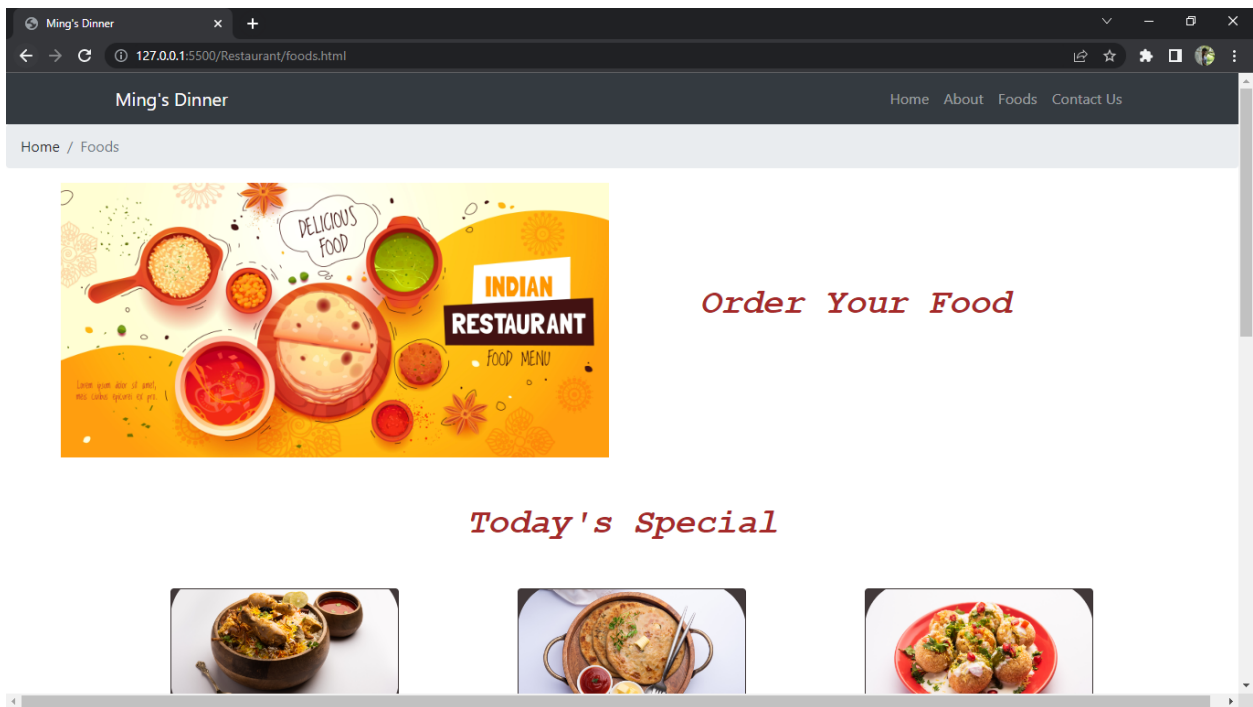 Ming's Dinner
127.0.0.1:5500/Restaurant/foods.html
Ming's Dinner
Home About Foods Contact Us
Home / Foods
DELICIOUS
FOOD
INDIAN
RESTAURANT
FOOD MENU
Order Your Food
Today's Special